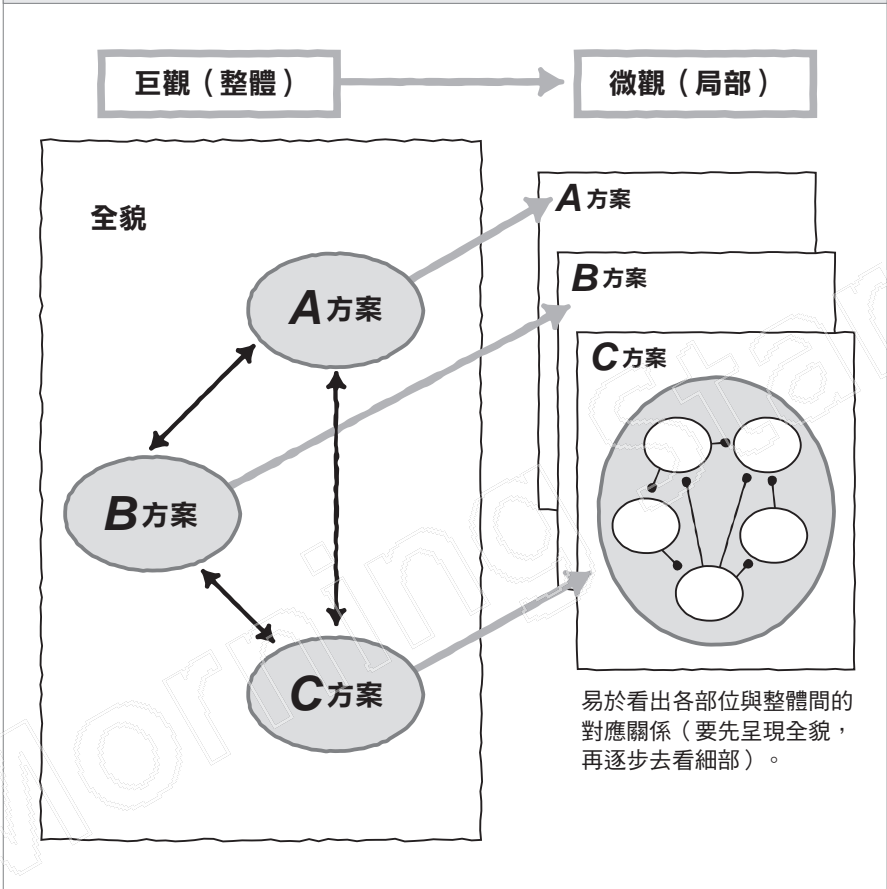 巨觀（整體）
微觀（局部）
全貌
A方案
B方案
C方案
A方案
B方案
C方案
易於看出各部位與整體間的
對應關係（要先呈現全貌，
再逐步去看細部）。
Morning Star